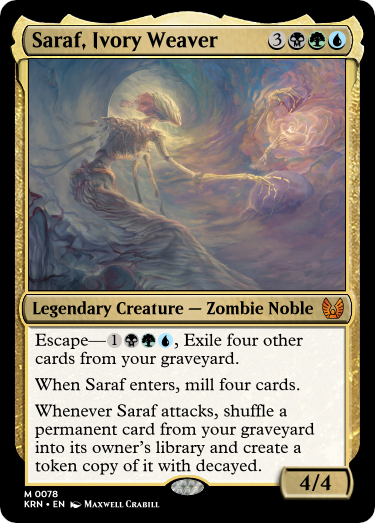 Saraf, Ivory Weaver 3
Legendary Creature — Zombie Noble
Escape—1, Exile four other
cards from your graveyard.
When Saraf enters, mill four cards.
Whenever Saraf attacks, shuffle a
permanent card from your graveyard
into its owner's library and create a
token copy of it with decayed.
4/4
M 0078
KRN • EN Maxwell Crabill